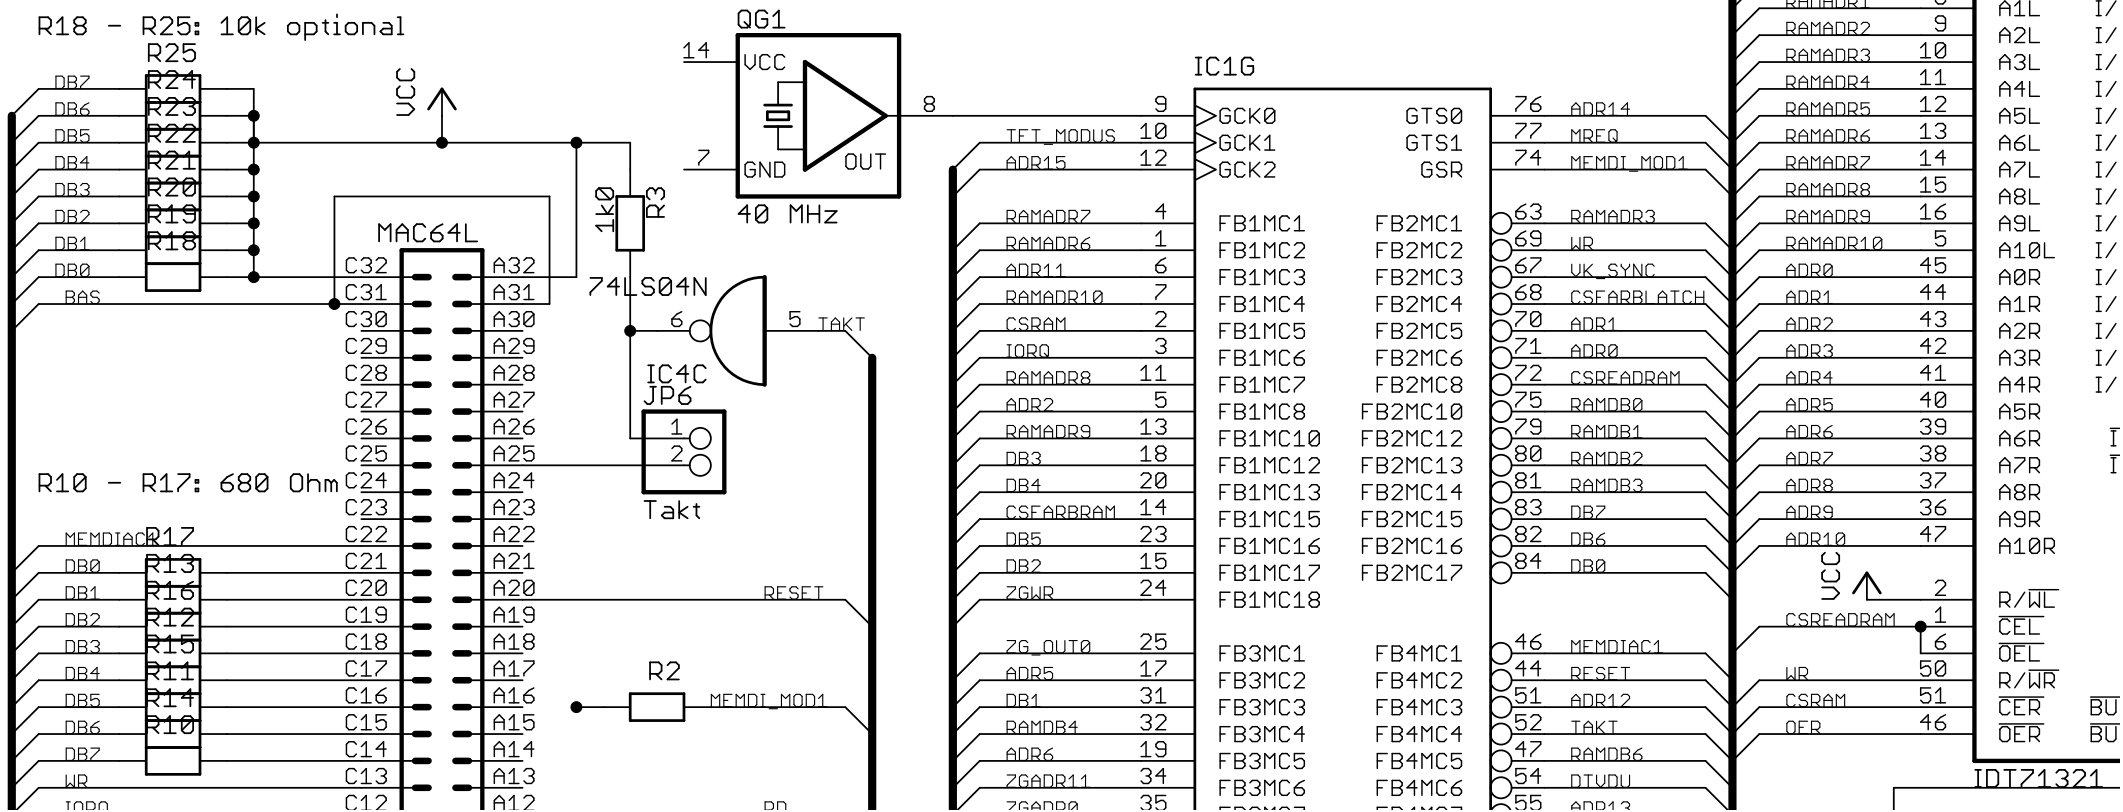 R18 - R25: 10k optional
R25
DB7 R24
DB6 R23
DB5 R22
DB4 R21
DB3 R20
DB2 R19
DB1 R18
DB0
BAS
VCC
1k0
R3
MAC64L
C32 A32
C31 A31
C30 A30
C29 A29
C28 A28
C27 A27
C26 A26
C25 A25
C24 A24
C23 A23
C22 A22
C21 A21
C20 A20
C19 A19
C18 A18
C17 A17
C16 A16
C15 A15
C14 A14
C13 A13
C12 A12
R10 - R17: 680 Ohm
R17
DB0 R13
DB1 R16
DB2 R12
DB3 R15
DB4 R11
DB5 R14
DB6 R10
DB7
WR
IORQ
74LS04N
6 5 TAKT
IC4C
JP6
1
2
Takt
RESET
R2
MEMDI_MOD1
RD
QG1
14 VCC
8
7 GND OUT
40 MHz
IC1G
9 GCK0 GTS0 76 ADR14
TFT_MODUS 10 GCK1 GTS1 77 MREQ
ADR15 12 GCK2 GSR 74 MEMDI_MOD1
RAMADR7 4 FB1MC1 FB2MC1 63 RAMADR3
RAMADR6 1 FB1MC2 FB2MC2 69 WR
ADR11 6 FB1MC3 FB2MC3 67 VK_SYNC
RAMADR10 7 FB1MC4 FB2MC4 68 CSFARBLATCH
CSRAM 2 FB1MC5 FB2MC5 70 ADR1
IORQ 3 FB1MC6 FB2MC6 71 ADR0
RAMADR8 11 FB1MC7 FB2MC8 72 CSREADRAM
ADR2 5 FB1MC8 FB2MC10 75 RAMDB0
RAMADR9 13 FB1MC10 FB2MC12 79 RAMDB1
DB3 18 FB1MC12 FB2MC13 80 RAMDB2
DB4 20 FB1MC13 FB2MC14 81 RAMDB3
CSFARBRAM 14 FB1MC15 FB2MC15 83 DB7
DB5 23 FB1MC16 FB2MC16 82 DB6
DB2 15 FB1MC17 FB2MC17 84 DB0
ZGWR 24 FB1MC18
ZG_OUT0 25 FB3MC1 FB4MC1 46 MEMDIAC1
ADR5 17 FB3MC2 FB4MC2 44 RESET
DB1 31 FB3MC3 FB4MC3 51 ADR12
RAMDB4 32 FB3MC4 FB4MC4 52 TAKT
ADR6 19 FB3MC5 FB4MC5 47 RAMDB6
ZGADR11 34 FB3MC6 FB4MC6 54 DTVDU
ZGADR0 35 FB3MC7 FB4MC7 55 ADR13
RAMADR1 A1L I/
RAMADR2 9 A2L I/
RAMADR3 10 A3L I/
RAMADR4 11 A4L I/
RAMADR5 12 A5L I/
RAMADR6 13 A6L I/
RAMADR7 14 A7L I/
RAMADR8 15 A8L I/
RAMADR9 16 A9L I/
RAMADR10 5 A10L I/
ADR0 45 A0R I/
ADR1 44 A1R I/
ADR2 43 A2R I/
ADR3 42 A3R I/
ADR4 41 A4R I/
ADR5 40 A5R
ADR6 39 A6R I
ADR7 38 A7R I
ADR8 37 A8R
ADR9 36 A9R
ADR10 47 A10R
VCC
2 R/WL
CSREADRAM 1 CEL
6 OEL
WR 50 R/WR
CSRAM 51 CER BU
OER 46 OER BU
IDT71321